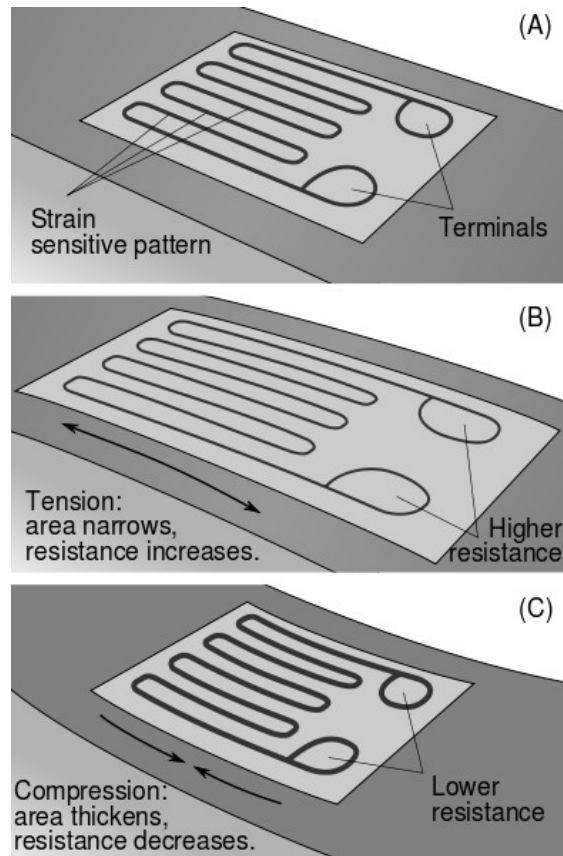 (A)
Strain
sensitive pattern
Terminals
(B)
Tension:
area narrows,
resistance increases.
Higher
resistance
(C)
Compression:
area thickens,
resistance decreases.
Lower
resistance